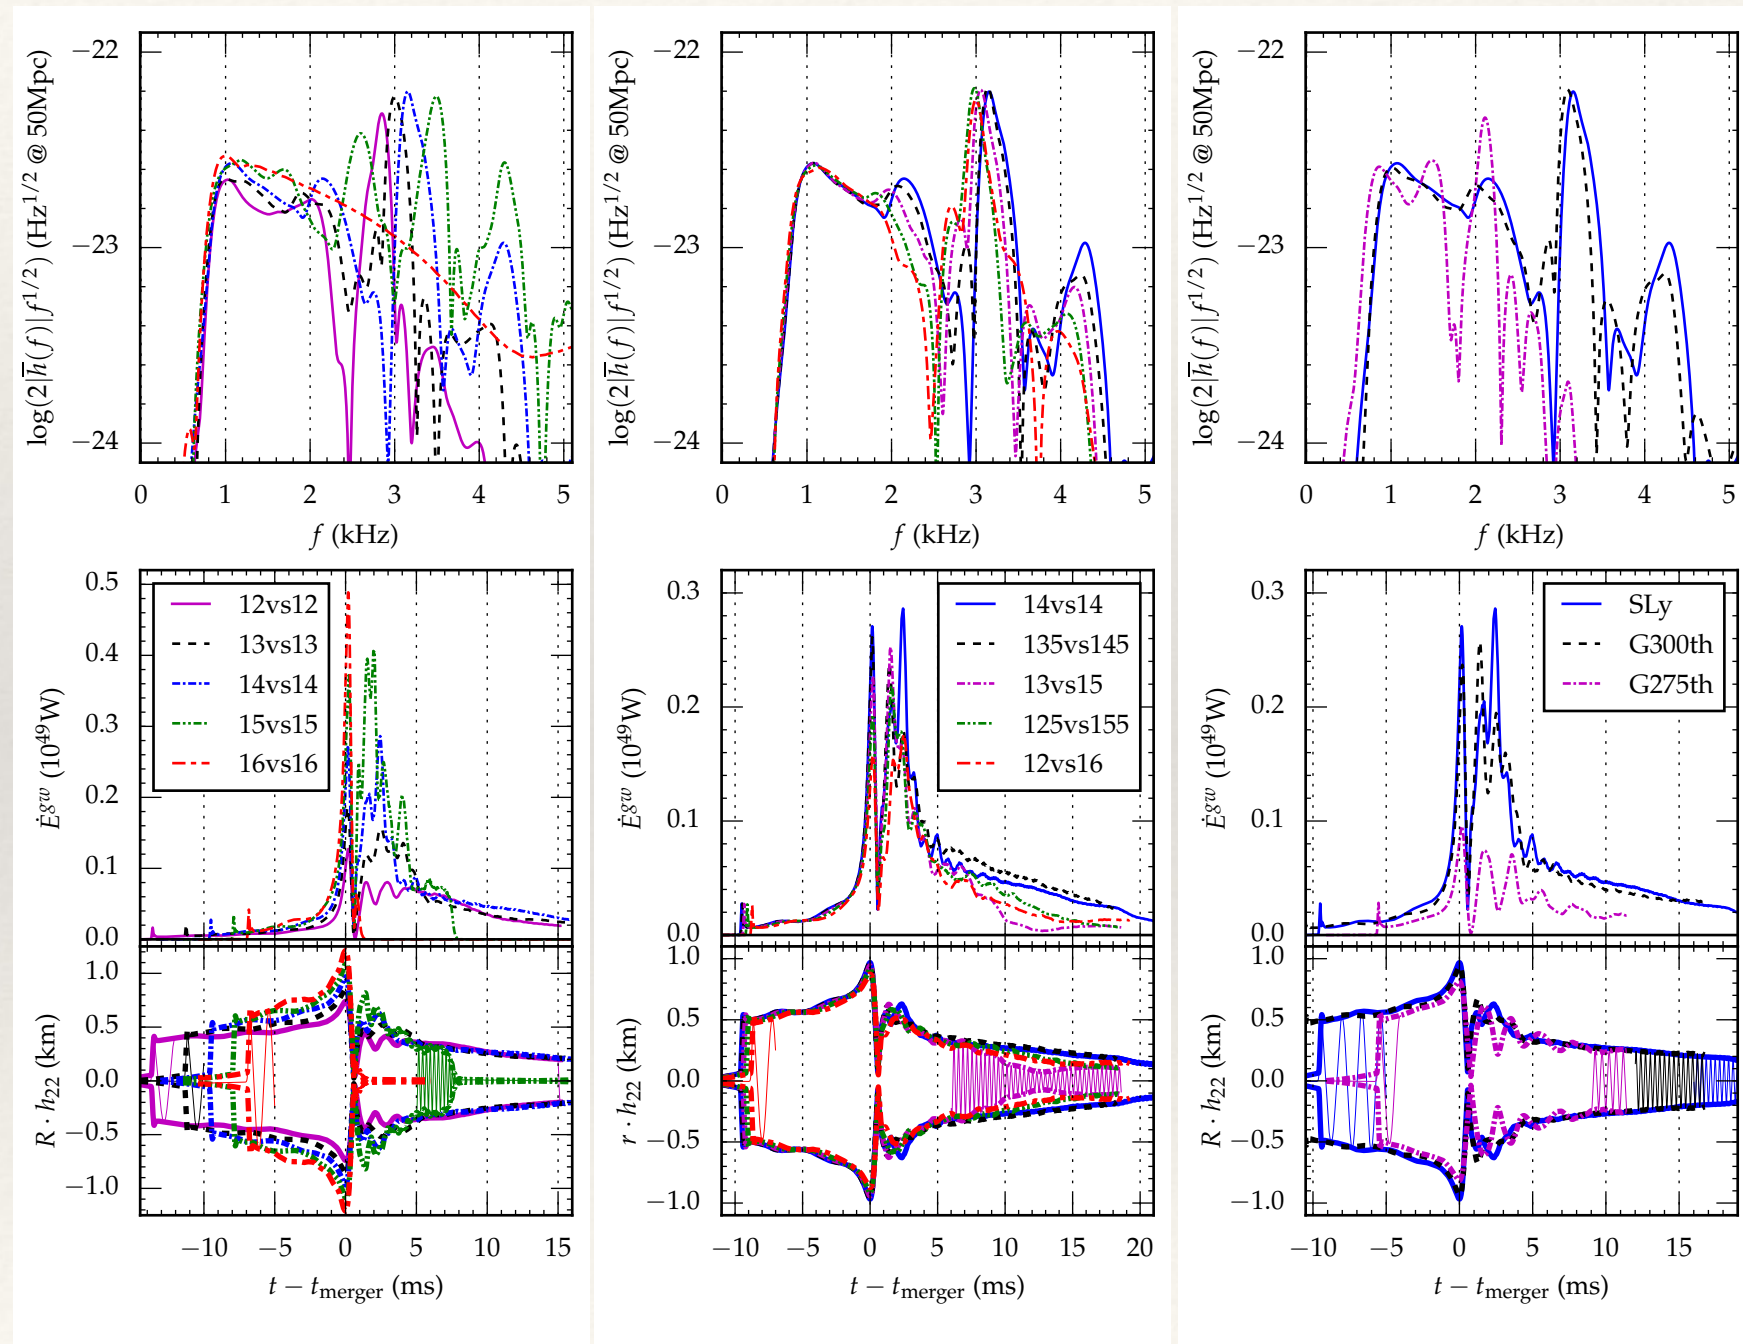 log(2|h̅(f)|f^{1/2}) (Hz^{1/2} @ 50Mpc)
−22
−23
−24
0 1 2 3 4 5
f (kHz)
log(2|h̅(f)|f^{1/2}) (Hz^{1/2} @ 50Mpc)
−22
−23
−24
0 1 2 3 4 5
f (kHz)
log(2|h̅(f)|f^{1/2}) (Hz^{1/2} @ 50Mpc)
−22
−23
−24
0 1 2 3 4 5
f (kHz)
Ė^{gw} (10^{49}W)
0.5
0.4
0.3
0.2
0.1
0.0
12vs12
13vs13
14vs14
15vs15
16vs16
R · h_{22} (km)
1.0
0.5
0.0
−0.5
−1.0
−10 −5 0 5 10 15
t − t_{merger} (ms)
Ė^{gw} (10^{49}W)
0.3
0.2
0.1
0.0
14vs14
135vs145
13vs15
125vs155
12vs16
r · h_{22} (km)
1.0
0.5
0.0
−0.5
−1.0
−10 −5 0 5 10 15 20
t − t_{merger} (ms)
Ė^{gw} (10^{49}W)
0.3
0.2
0.1
0.0
SLy
G300th
G275th
R · h_{22} (km)
1.0
0.5
0.0
−0.5
−1.0
−10 −5 0 5 10 15
t − t_{merger} (ms)